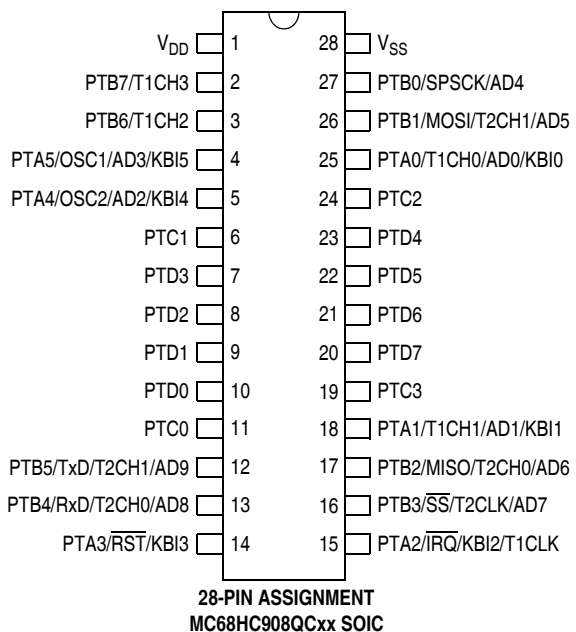 VDD 1 28 VSS
PTB7/T1CH3 2 27 PTB0/SPSCK/AD4
PTB6/T1CH2 3 26 PTB1/MOSI/T2CH1/AD5
PTA5/OSC1/AD3/KBI5 4 25 PTA0/T1CH0/AD0/KBI0
PTA4/OSC2/AD2/KBI4 5 24 PTC2
PTC1 6 23 PTD4
PTD3 7 22 PTD5
PTD2 8 21 PTD6
PTD1 9 20 PTD7
PTD0 10 19 PTC3
PTC0 11 18 PTA1/T1CH1/AD1/KBI1
PTB5/TxD/T2CH1/AD9 12 17 PTB2/MISO/T2CH0/AD6
PTB4/RxD/T2CH0/AD8 13 16 PTB3/SS/T2CLK/AD7
PTA3/RST/KBI3 14 15 PTA2/IRQ/KBI2/T1CLK
28-PIN ASSIGNMENT
MC68HC908QCxx SOIC